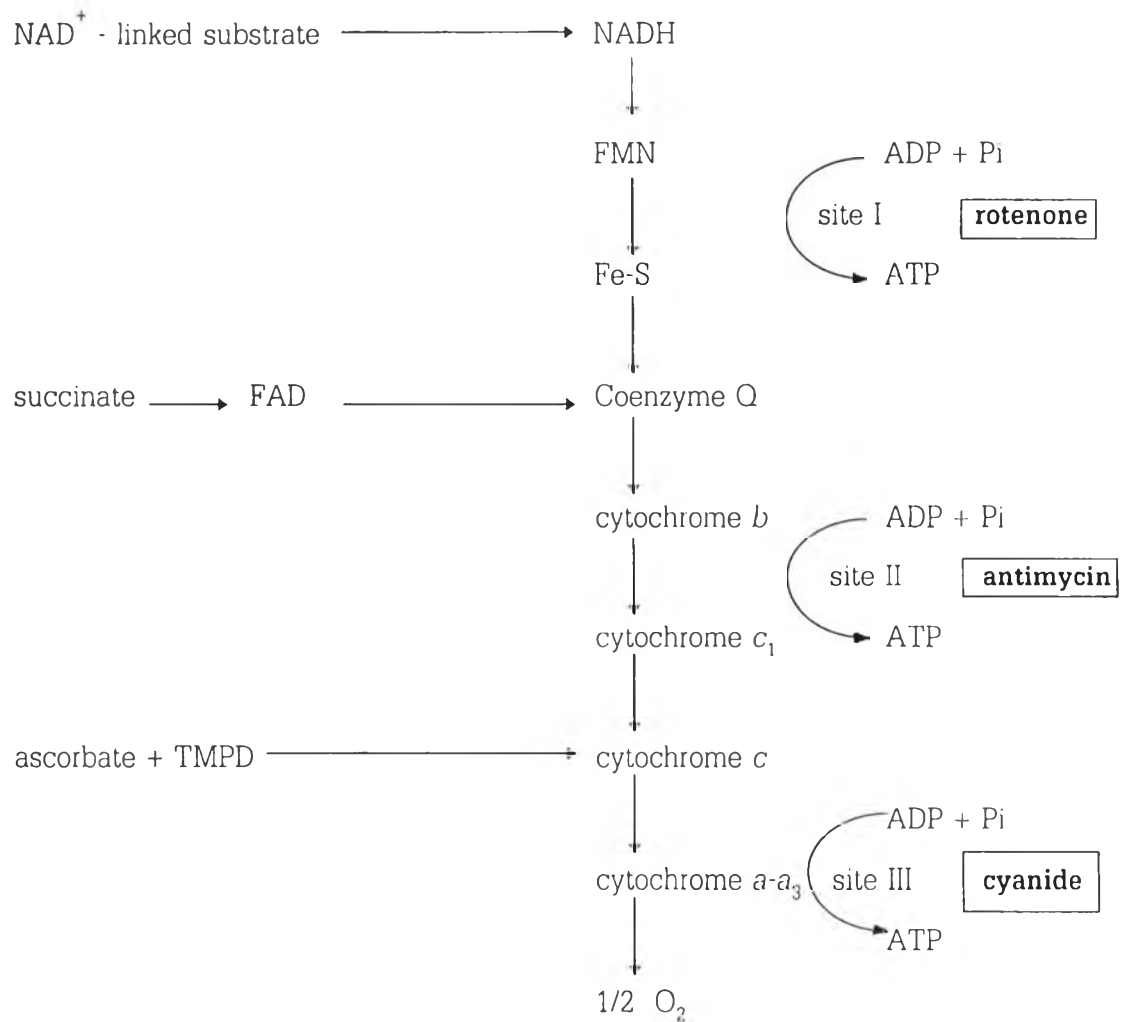 NAD⁺ - linked substrate NADH
FMN ADP + Pi
site I rotenone
Fe-S ATP
succinate FAD Coenzyme Q
cytochrome b ADP + Pi
site II antimycin
cytochrome c₁ ATP
ascorbate + TMPD cytochrome c
ADP + Pi
cytochrome a-a₃ site III cyanide
ATP
1/2 O₂